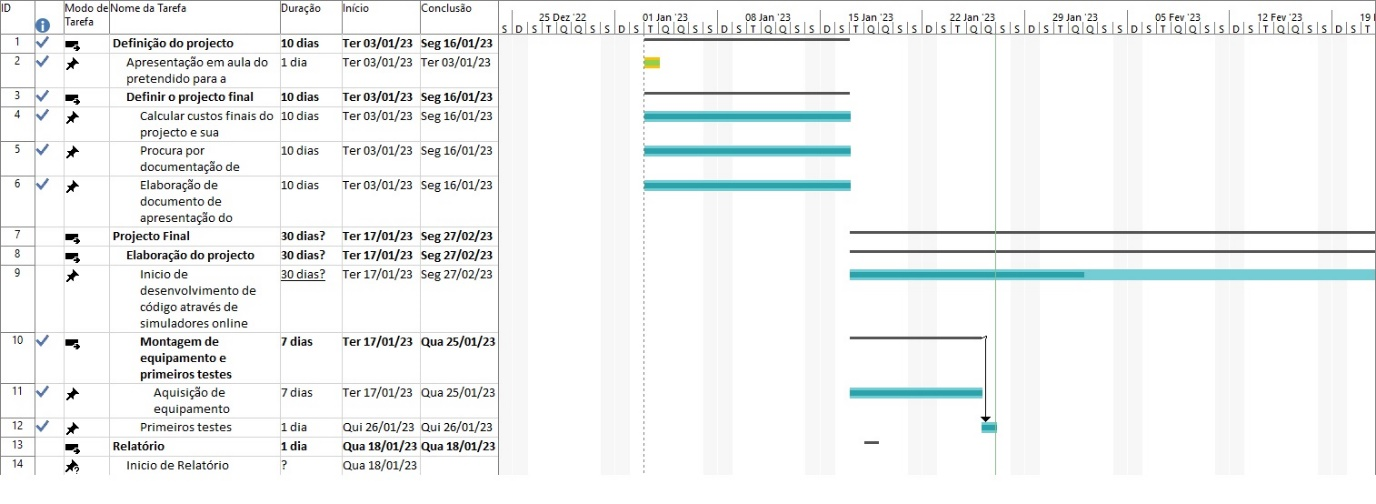 ID Modo de Tarefa Nome da Tarefa Duração Início Conclusão
25 Dez '22 01 Jan '23 08 Jan '23 15 Jan '23 22 Jan '23 29 Jan '23 05 Fev '23 12 Fev '23 19 F
S D S T Q Q S S D S T Q Q S S D S T Q Q S S D S T Q Q S S D S T Q Q S S D S T Q Q S S D S T Q Q S S D S T Q Q S S D S T
1 Definição do projecto 10 dias Ter 03/01/23 Seg 16/01/23
2 Apresentação em aula do 1 dia Ter 03/01/23 Ter 03/01/23
pretendido para a
3 Definir o projecto final 10 dias Ter 03/01/23 Seg 16/01/23
4 Calcular custos finais do 10 dias Ter 03/01/23 Seg 16/01/23
projecto e sua
5 Procura por 10 dias Ter 03/01/23 Seg 16/01/23
documentação de
6 Elaboração de 10 dias Ter 03/01/23 Seg 16/01/23
documento de
apresentação do
7 Projecto Final 30 dias? Ter 17/01/23 Seg 27/02/23
8 Elaboração do projecto 30 dias? Ter 17/01/23 Seg 27/02/23
9 Inicio de 30 dias? Ter 17/01/23 Seg 27/02/23
desenvolvimento de
código através de
simuladores online
10 Montagem de 7 dias Ter 17/01/23 Qua 25/01/23
equipamento e
primeiros testes
11 Aquisição de 7 dias Ter 17/01/23 Qua 25/01/23
equipamento
12 Primeiros testes 1 dia Qui 26/01/23 Qui 26/01/23
13 Relatório 1 dia Qua 18/01/23 Qua 18/01/23
14 Inicio de Relatório ? Qua 18/01/23